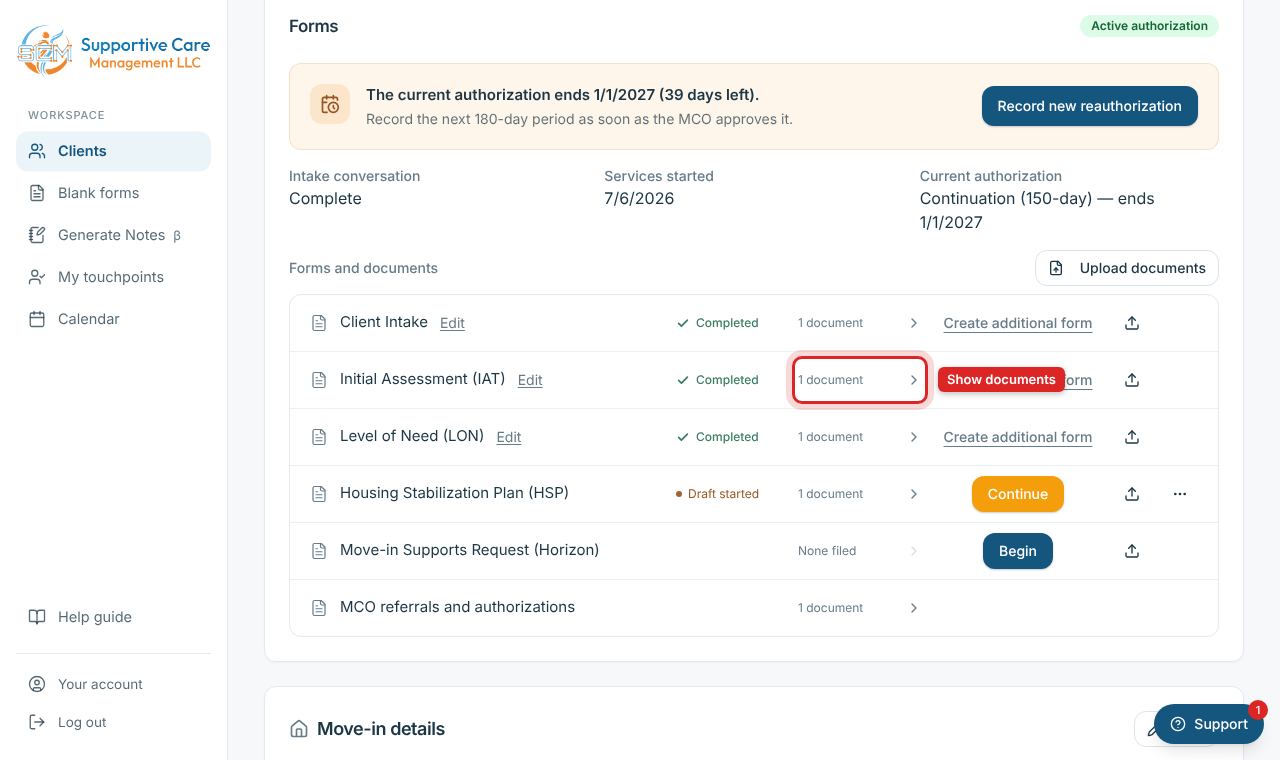 SCM
Supportive Care
Management LLC
WORKSPACE
Clients
Blank forms
Generate Notes β
My touchpoints
Calendar
Help guide
Your account
Log out
Forms
Active authorization
The current authorization ends 1/1/2027 (39 days left).
Record the next 180-day period as soon as the MCO approves it.
Record new reauthorization
Intake conversation
Complete
Services started
7/6/2026
Current authorization
Continuation (150-day) — ends
1/1/2027
Forms and documents
Upload documents
Client Intake Edit Completed 1 document Create additional form
Initial Assessment (IAT) Edit Completed 1 document Show documents form
Level of Need (LON) Edit Completed 1 document Create additional form
Housing Stabilization Plan (HSP) Draft started 1 document Continue
Move-in Supports Request (Horizon) None filed Begin
MCO referrals and authorizations 1 document
Move-in details
Support
1